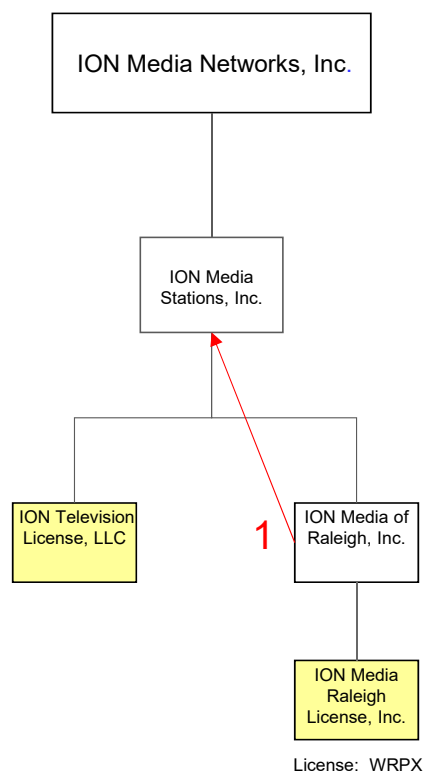 ION Media Networks, Inc.
ION Media
Stations, Inc.
ION Television
License, LLC
1
ION Media of
Raleigh, Inc.
ION Media
Raleigh
License, Inc.
License: WRPX